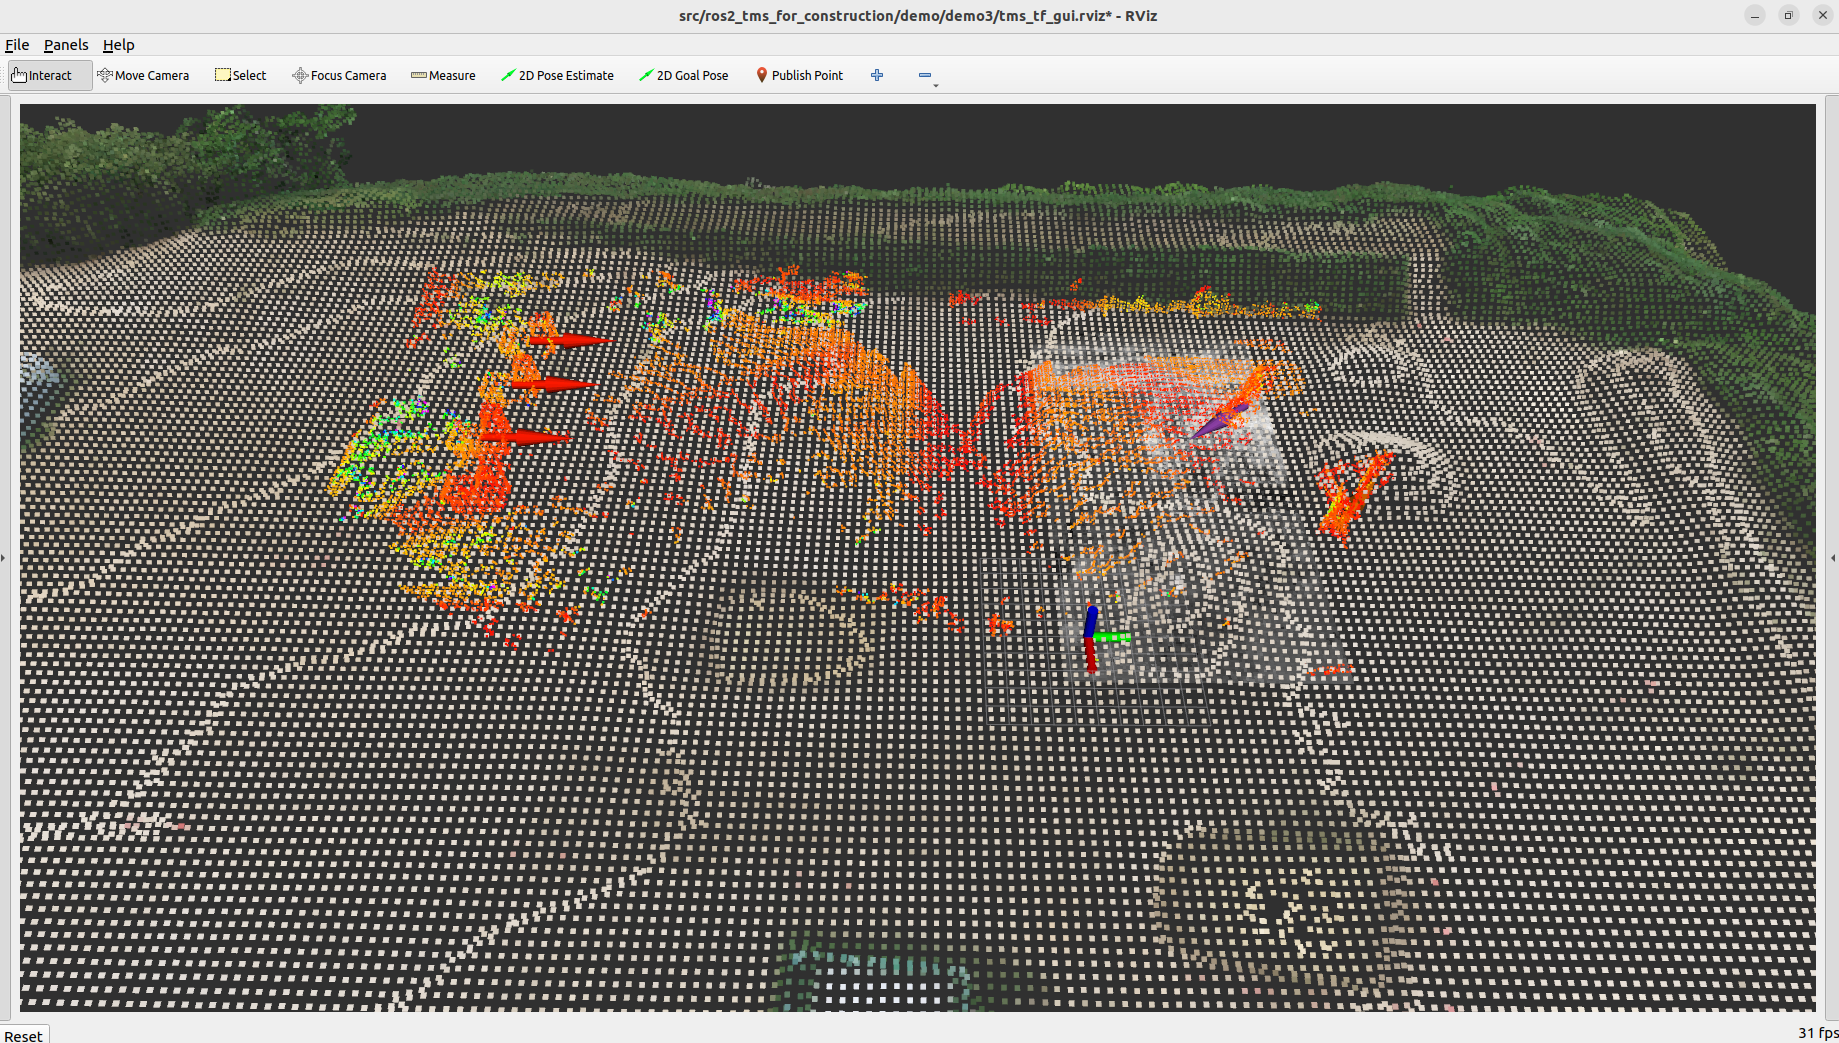 src/ros2_tms_for_construction/demo/demo3/tms_tf_gui.rviz* - RViz
File Panels Help
Interact Move Camera Select Focus Camera Measure 2D Pose Estimate 2D Goal Pose Publish Point
Reset 31 fps